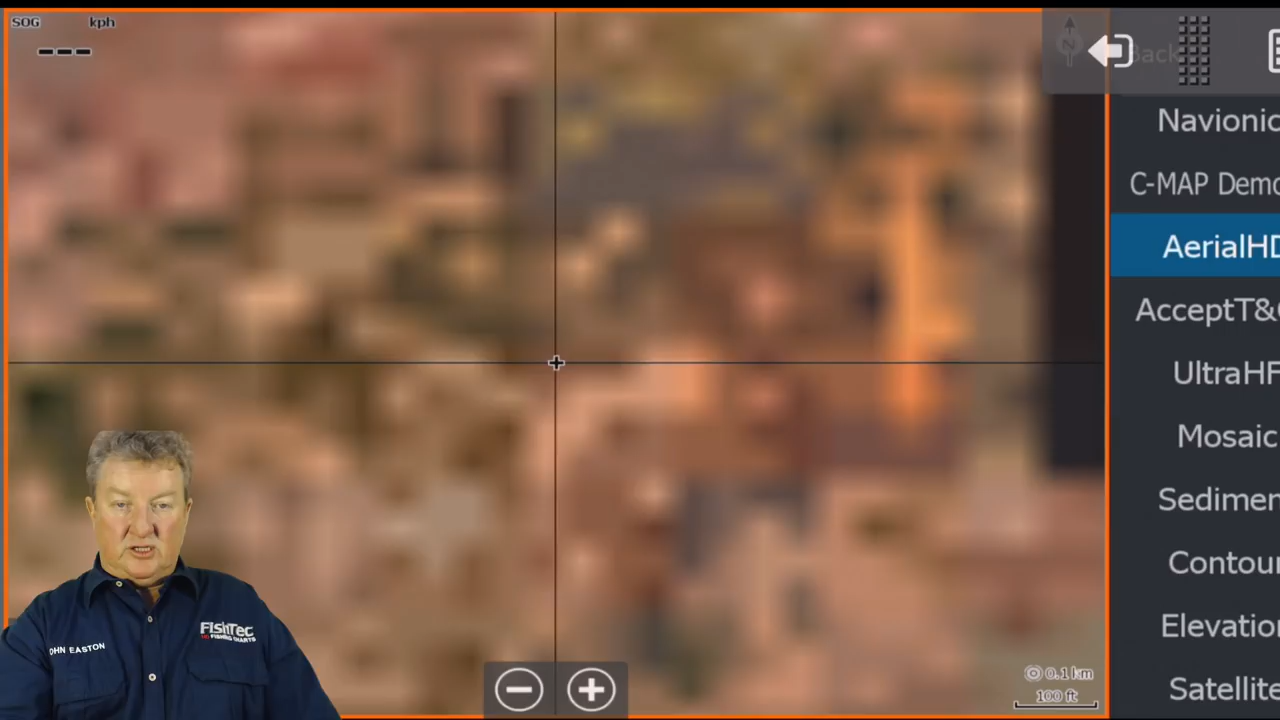 SOG kph
---
N
Back
Navionic
C-MAP Demo
AerialHD
AcceptT&C
UltraHF
Mosaic
Sedimen
Contour
Elevation
Satellite
FishTec
HD FISHING CHARTS
OHN EASTON
0.1 km
100 ft